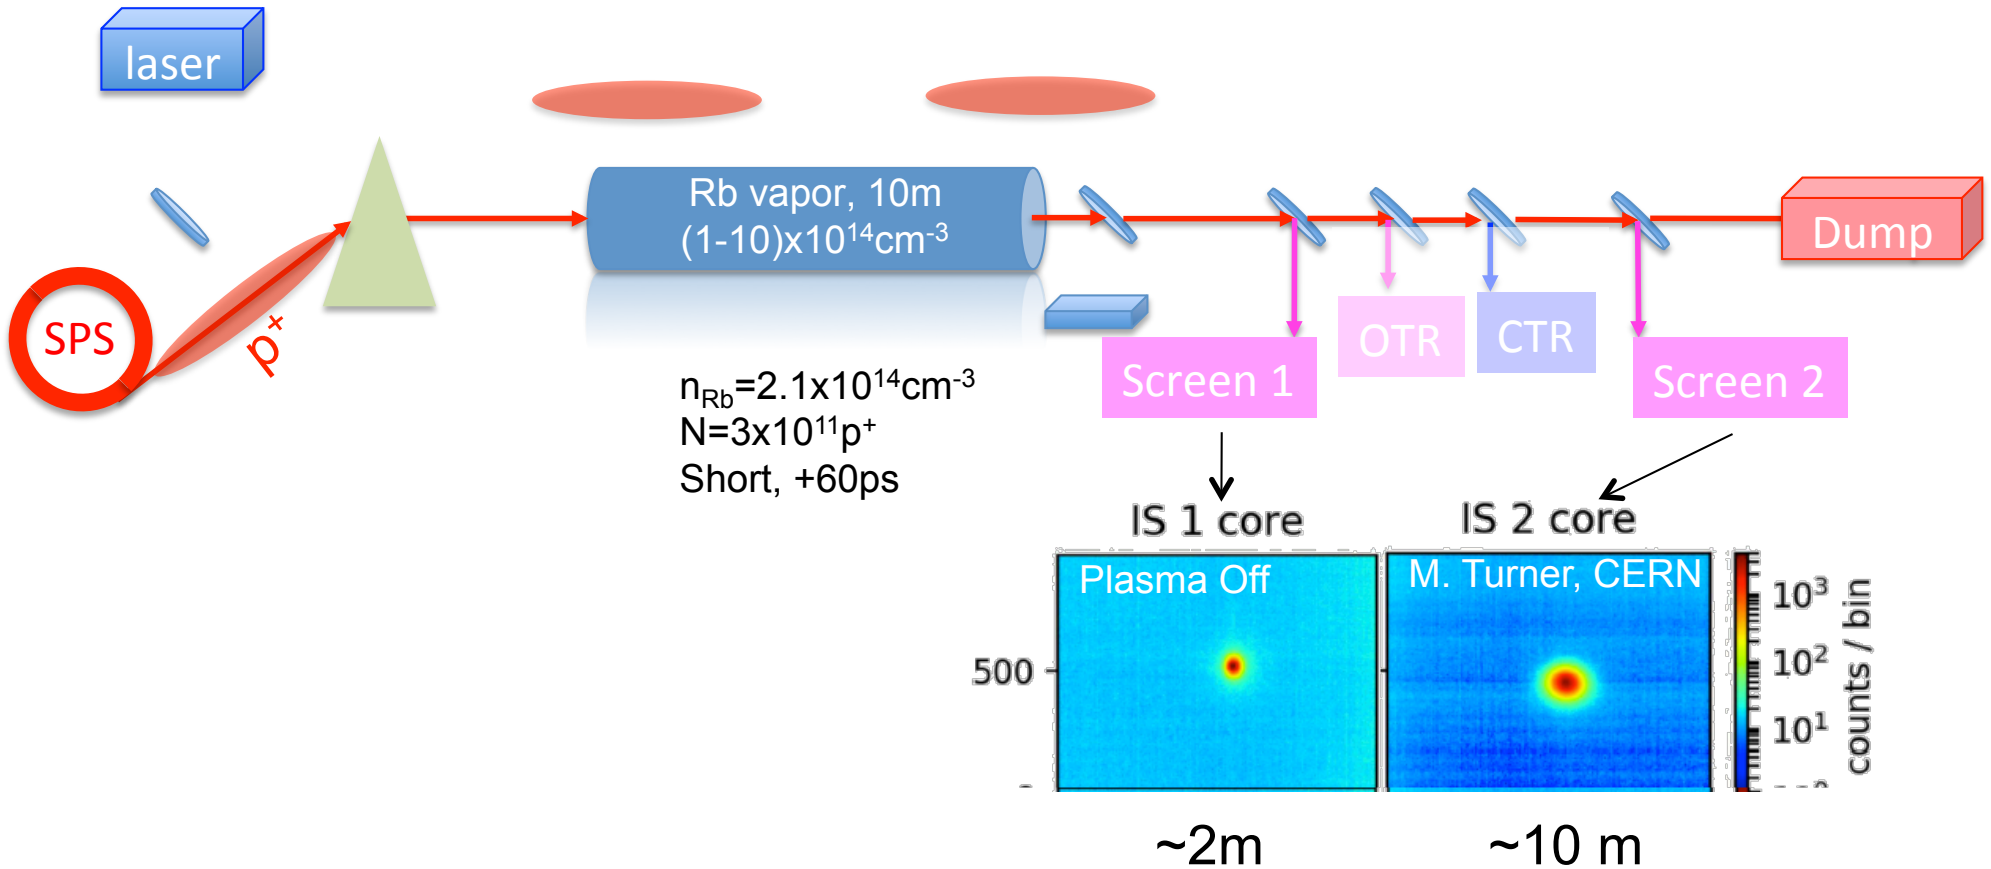 laser
SPS
p⁺
Rb vapor, 10m
(1-10)x10¹⁴cm⁻³
Dump
OTR
CTR
Screen 1
Screen 2
nRb=2.1x10¹⁴cm⁻³
N=3x10¹¹p⁺
Short, +60ps
IS 1 core
IS 2 core
Plasma Off
M. Turner, CERN
500
10³
10²
10¹
counts / bin
~2m
~10 m